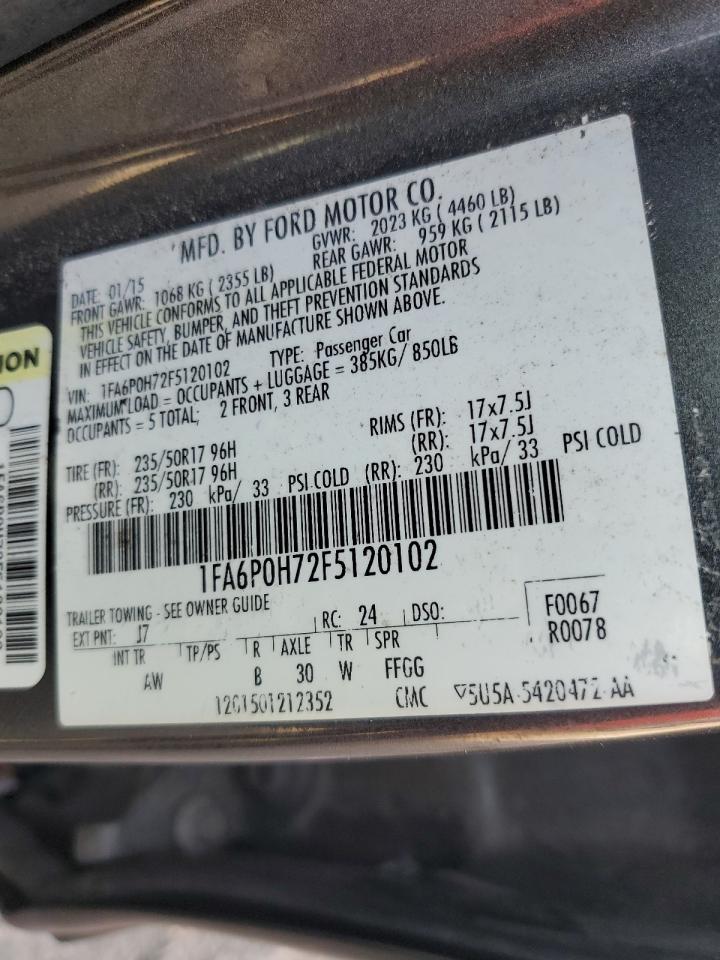 MFD. BY FORD MOTOR CO.
DATE: 01/15 GVWR: 2023 KG ( 4460 LB)
FRONT GAWR: 1068 KG ( 2355 LB) REAR GAWR: 959 KG ( 2115 LB)
THIS VEHICLE CONFORMS TO ALL APPLICABLE FEDERAL MOTOR
VEHICLE SAFETY, BUMPER, AND THEFT PREVENTION STANDARDS
IN EFFECT ON THE DATE OF MANUFACTURE SHOWN ABOVE.
VIN: 1FA6P0H72F5120102 TYPE: Passenger Car
MAXIMUM LOAD = OCCUPANTS + LUGGAGE = 385KG/ 850LB
OCCUPANTS = 5 TOTAL; 2 FRONT, 3 REAR
TIRE (FR): 235/50R17 96H RIMS (FR): 17x7.5J
(RR): 235/50R17 96H (RR): 17x7.5J
PRESSURE (FR): 230 kPa/ 33 PSI COLD (RR): 230 kPa/ 33 PSI COLD
1FA6P0H72F5120102
TRAILER TOWING - SEE OWNER GUIDE
EXT PNT: J7 RC: 24 DSO: F0067
R0078
INT TR TP/PS R AXLE TR SPR
AW B 30 W FFGG
1201501212352 CMC 5U5A-5420472-AA
ION